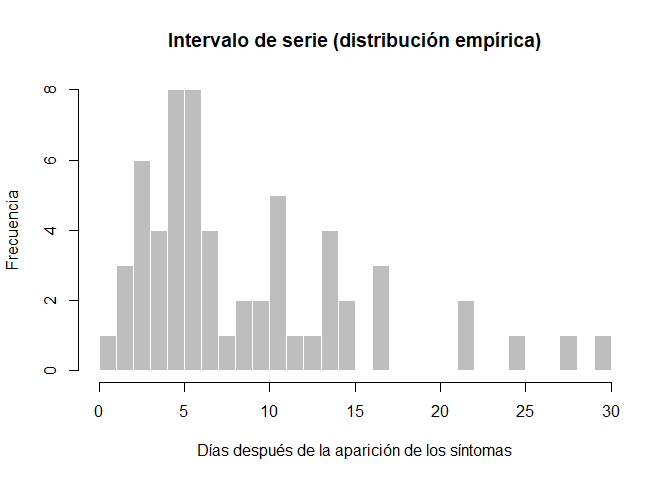 Intervalo de serie (distribución empírica)
Frecuencia
8
6
4
2
0
0 5 10 15 20 25 30
Días después de la aparición de los síntomas